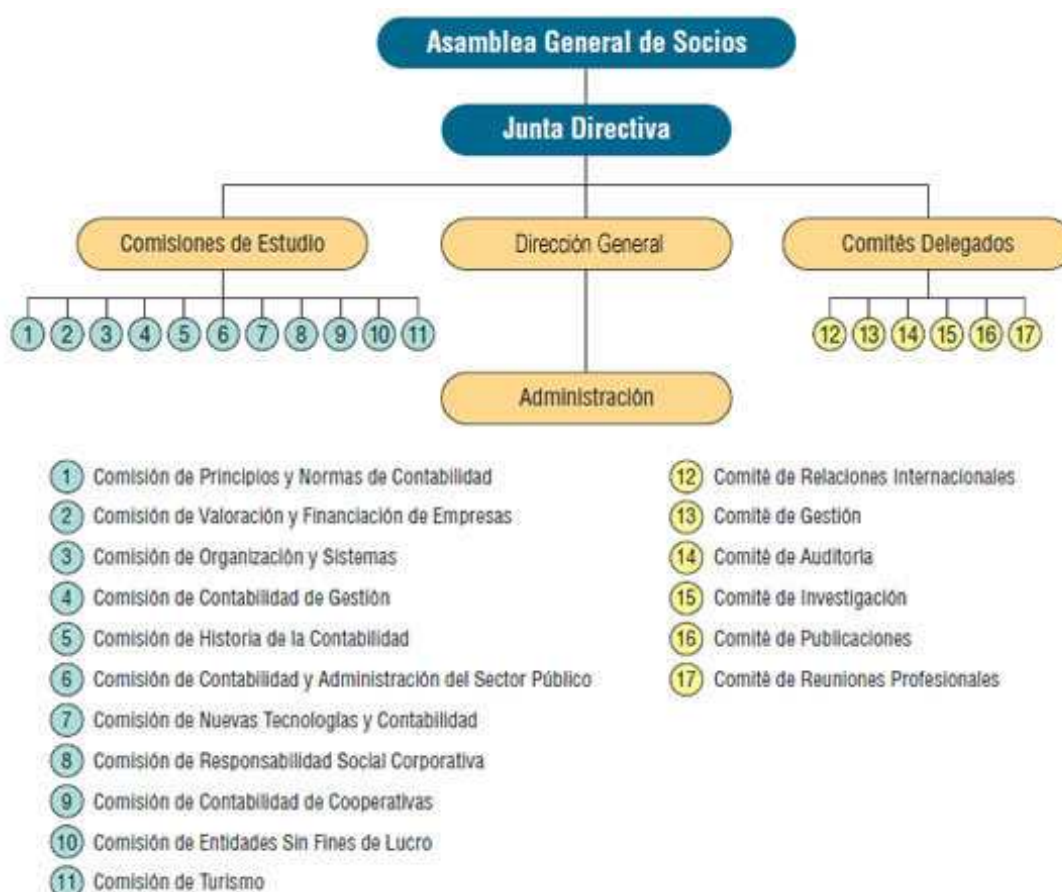 Asamblea General de Socios
Junta Directiva
Comisiones de Estudio
Dirección General
Comités Delegados
1 2 3 4 5 6 7 8 9 10 11
12 13 14 15 16 17
Administración
1 Comisión de Principios y Normas de Contabilidad
2 Comisión de Valoración y Financiación de Empresas
3 Comisión de Organización y Sistemas
4 Comisión de Contabilidad de Gestión
5 Comisión de Historia de la Contabilidad
6 Comisión de Contabilidad y Administración del Sector Público
7 Comisión de Nuevas Tecnologías y Contabilidad
8 Comisión de Responsabilidad Social Corporativa
9 Comisión de Contabilidad de Cooperativas
10 Comisión de Entidades Sin Fines de Lucro
11 Comisión de Turismo
12 Comité de Relaciones Internacionales
13 Comité de Gestión
14 Comité de Auditoría
15 Comité de Investigación
16 Comité de Publicaciones
17 Comité de Reuniones Profesionales